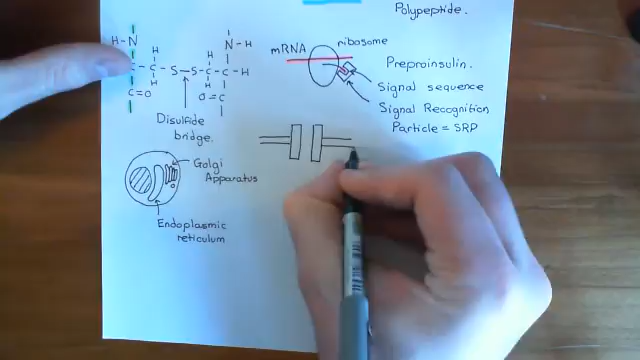 Polypeptide.
H-N
H
C-C-S-S-C-C-H
H
C=O
N-H
H
H
O=C
Disulfide
bridge.
mRNA
ribosome
Preproinsulin.
Signal sequence
Signal Recognition
Particle = SRP
Golgi
Apparatus
Endoplasmic
reticulum